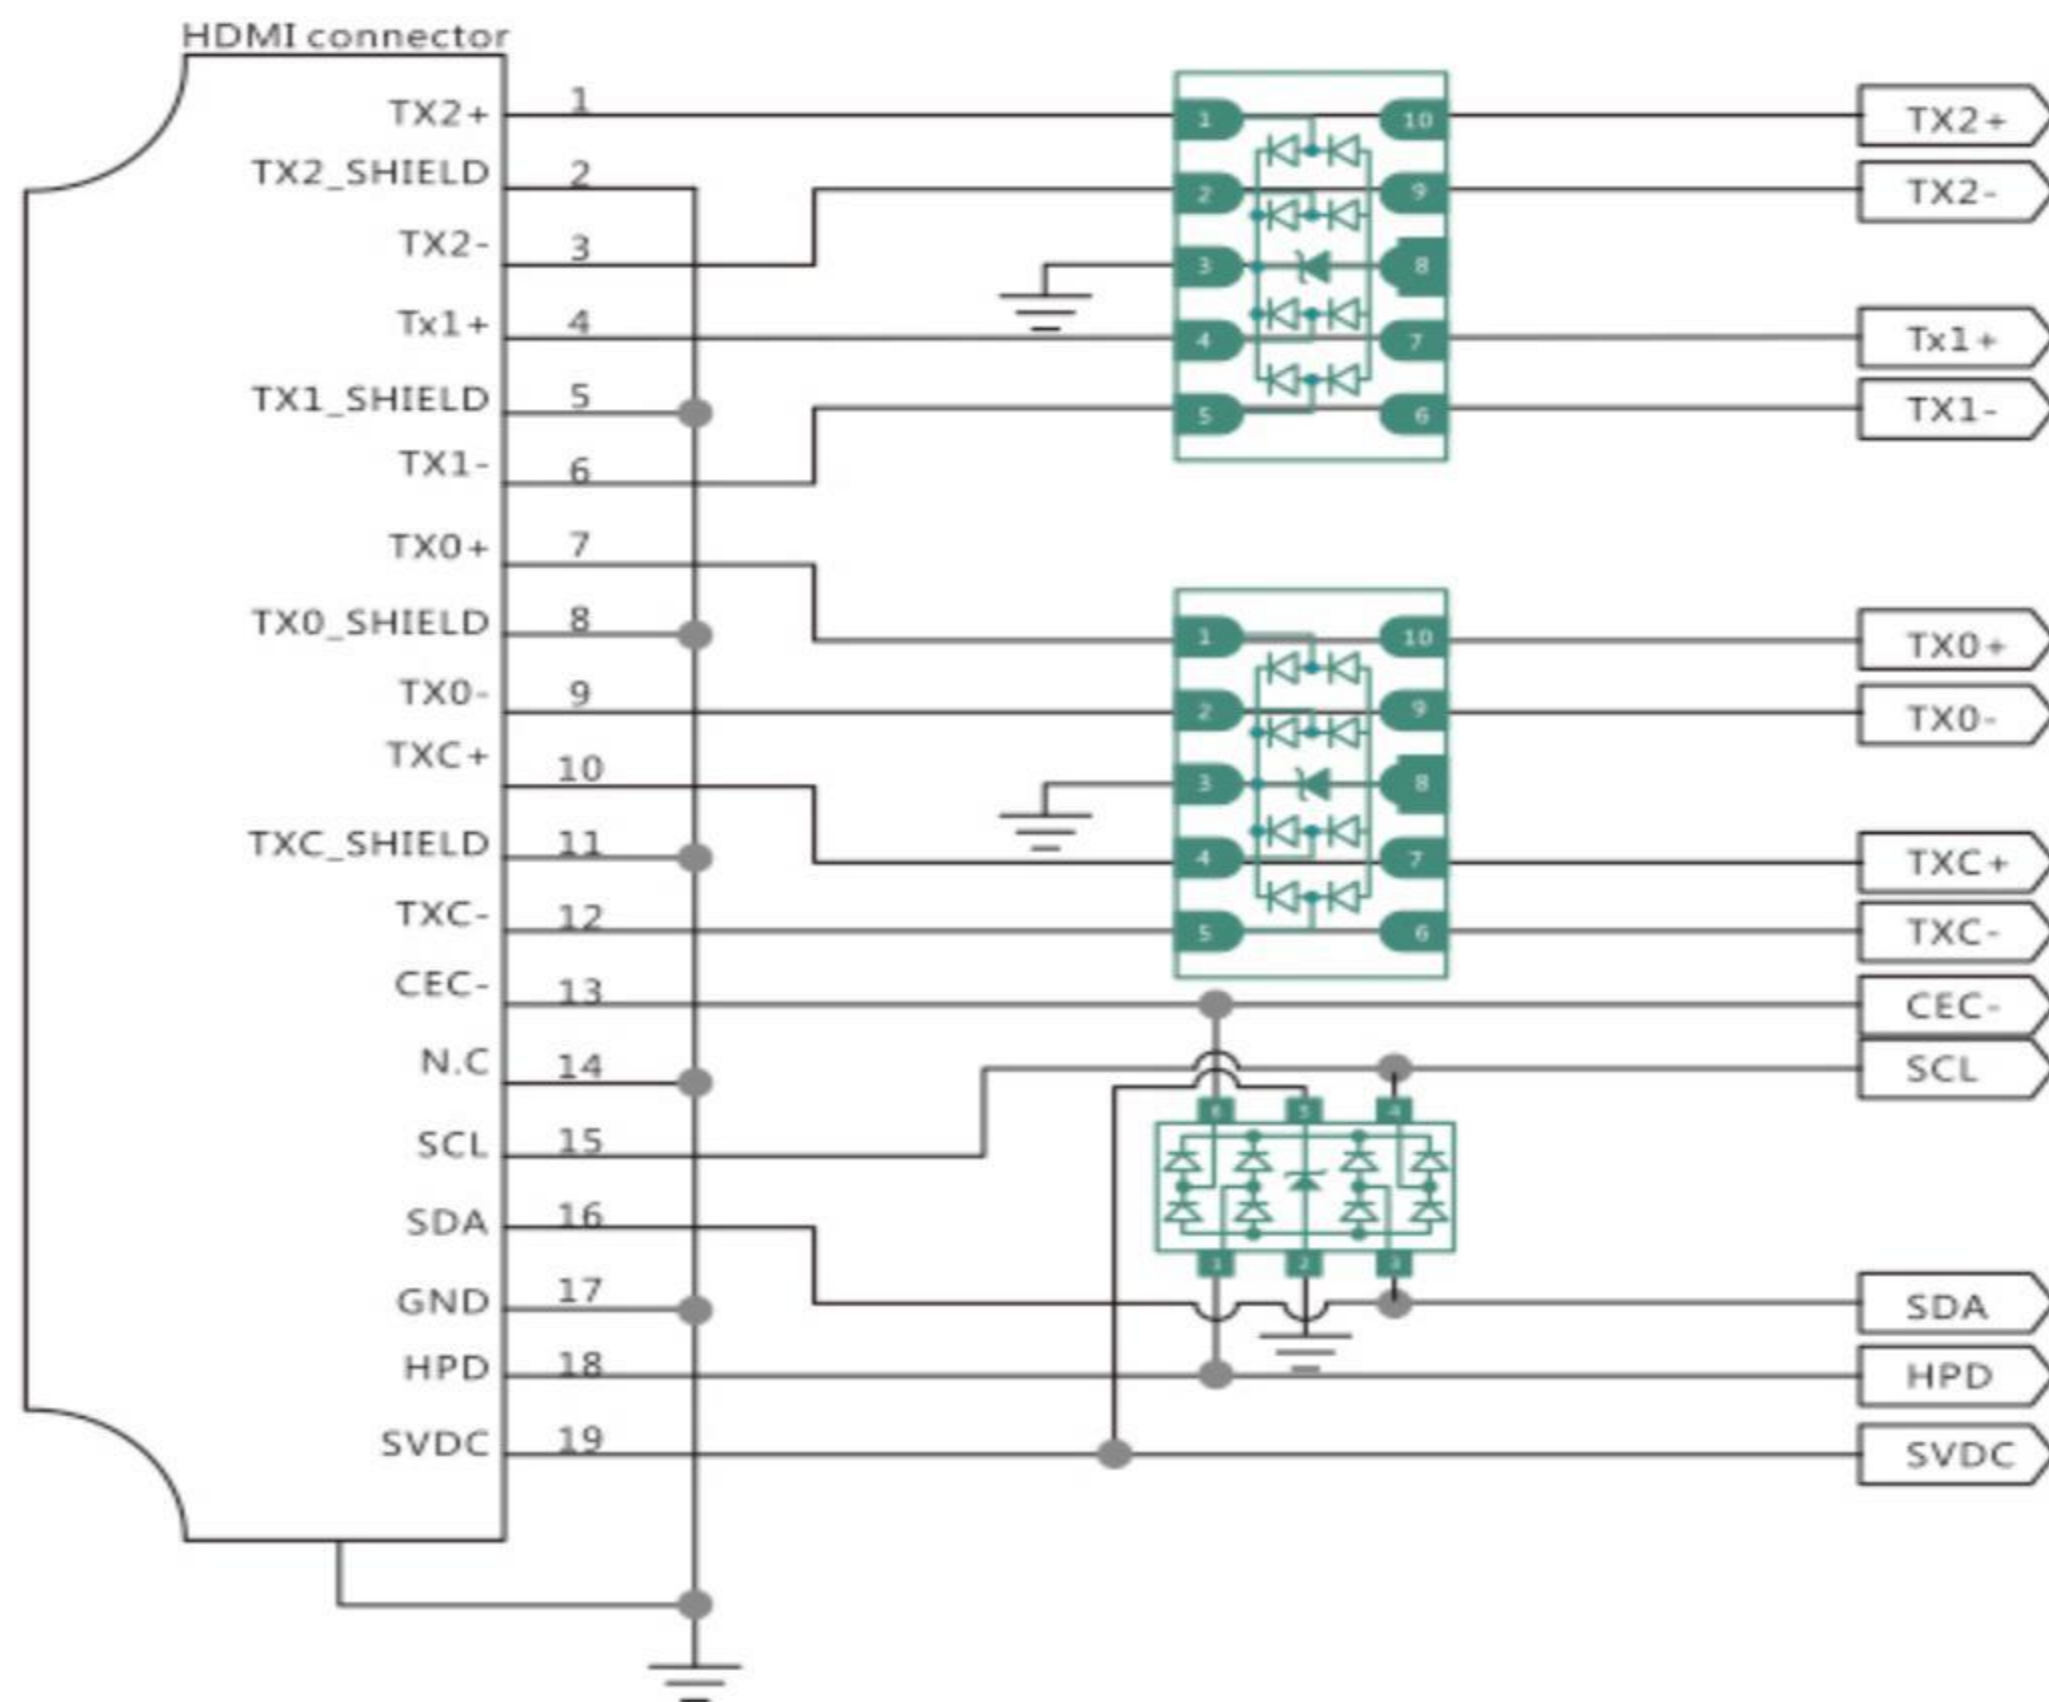 HDMI connector
TX2+ 1
TX2_SHIELD 2
TX2- 3
Tx1+ 4
TX1_SHIELD 5
TX1- 6
TX0+ 7
TX0_SHIELD 8
TX0- 9
TXC+ 10
TXC_SHIELD 11
TXC- 12
CEC- 13
N.C 14
SCL 15
SDA 16
GND 17
HPD 18
SVDC 19
1 10
2 9
3 8
4 7
5 6
1 10
2 9
3 8
4 7
5 6
6 5 4
1 2 3
TX2+
TX2-
Tx1+
TX1-
TX0+
TX0-
TXC+
TXC-
CEC-
SCL
SDA
HPD
SVDC